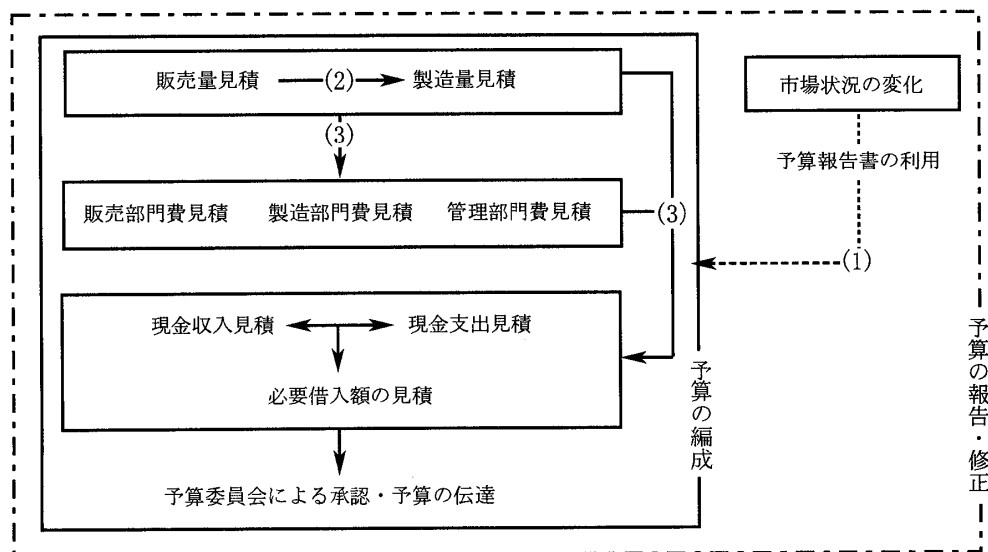 販売量見積 (2) 製造量見積
(3)
販売部門費見積 製造部門費見積 管理部門費見積
(3)
現金収入見積 現金支出見積
必要借入額の見積
予算委員会による承認・予算の伝達
予算の編成
市場状況の変化
予算報告書の利用
(1)
予算の報告・修正